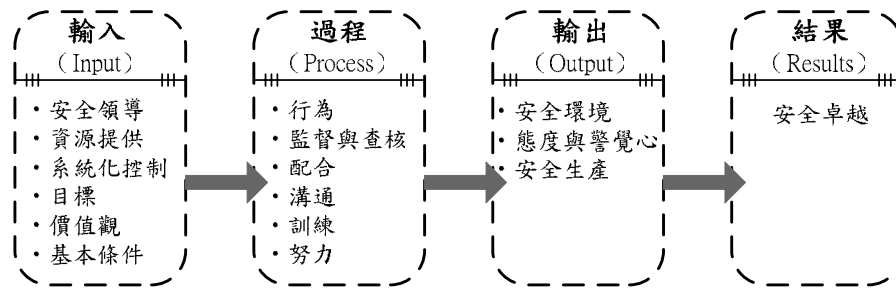 輸入
（Input）
・安全領導
・資源提供
・系統化控制
・目標
・價值觀
・基本條件
過程
（Process）
・行為
・監督與查核
・配合
・溝通
・訓練
・努力
輸出
（Output）
・安全環境
・態度與警覺心
・安全生產
結果
（Results）
安全卓越